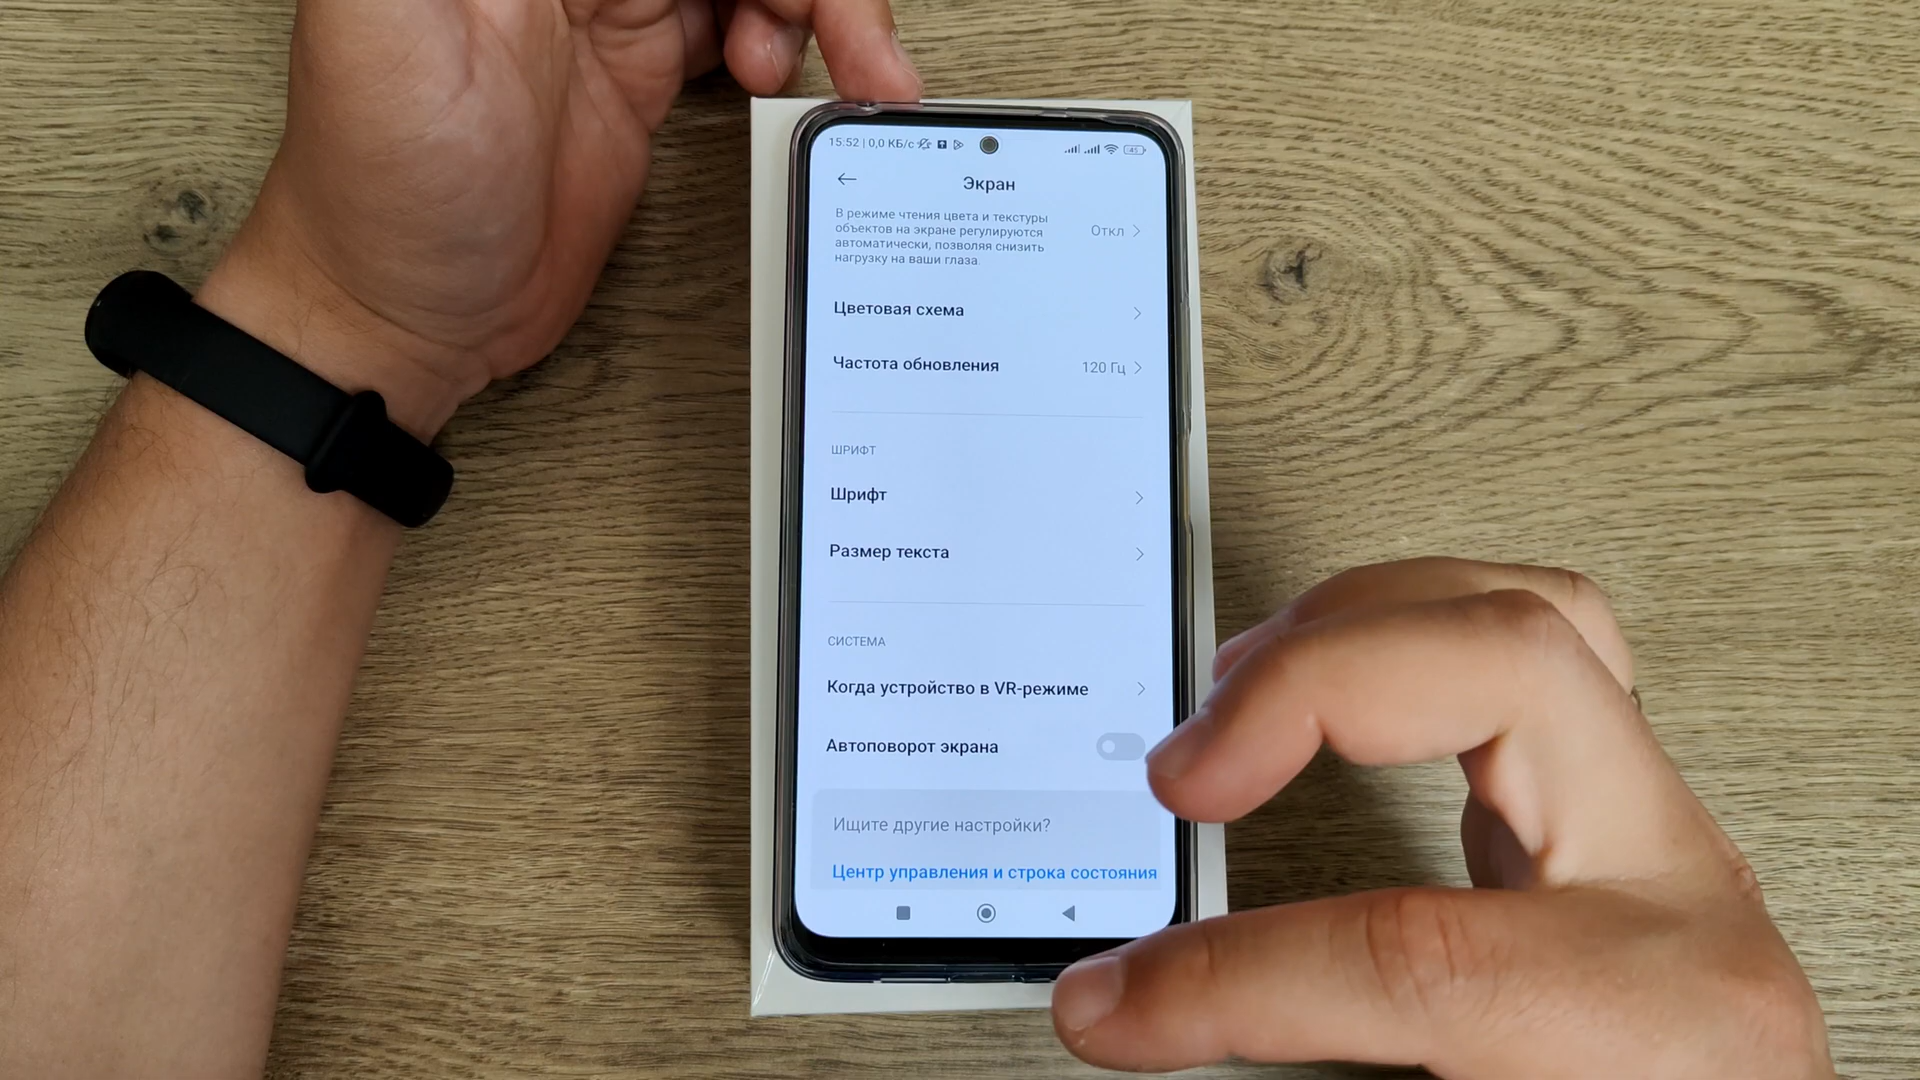 15:52 | 0,0 КБ/с
45
Экран
В режиме чтения цвета и текстуры
объектов на экране регулируются
автоматически, позволяя снизить
нагрузку на ваши глаза.
Откл
Цветовая схема
Частота обновления 120 Гц
ШРИФТ
Шрифт
Размер текста
СИСТЕМА
Когда устройство в VR-режиме
Автоповорот экрана
Ищите другие настройки?
Центр управления и строка состояния